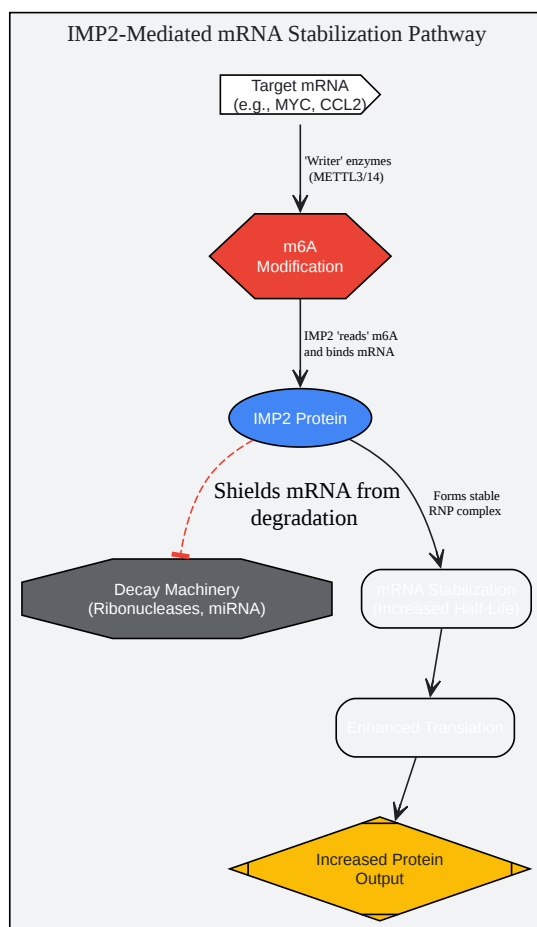 IMP2-Mediated mRNA Stabilization Pathway
Target mRNA
(e.g., MYC, CCL2)
'Writer' enzymes
(METTL3/14)
m6A
Modification
IMP2 'reads' m6A
and binds mRNA
IMP2 Protein
Shields mRNA from
degradation
Forms stable
RNP complex
Decay Machinery
(Ribonucleases, miRNA)
mRNA Stabilization
(Increased Half-Life)
Enhanced Translation
Increased Protein
Output